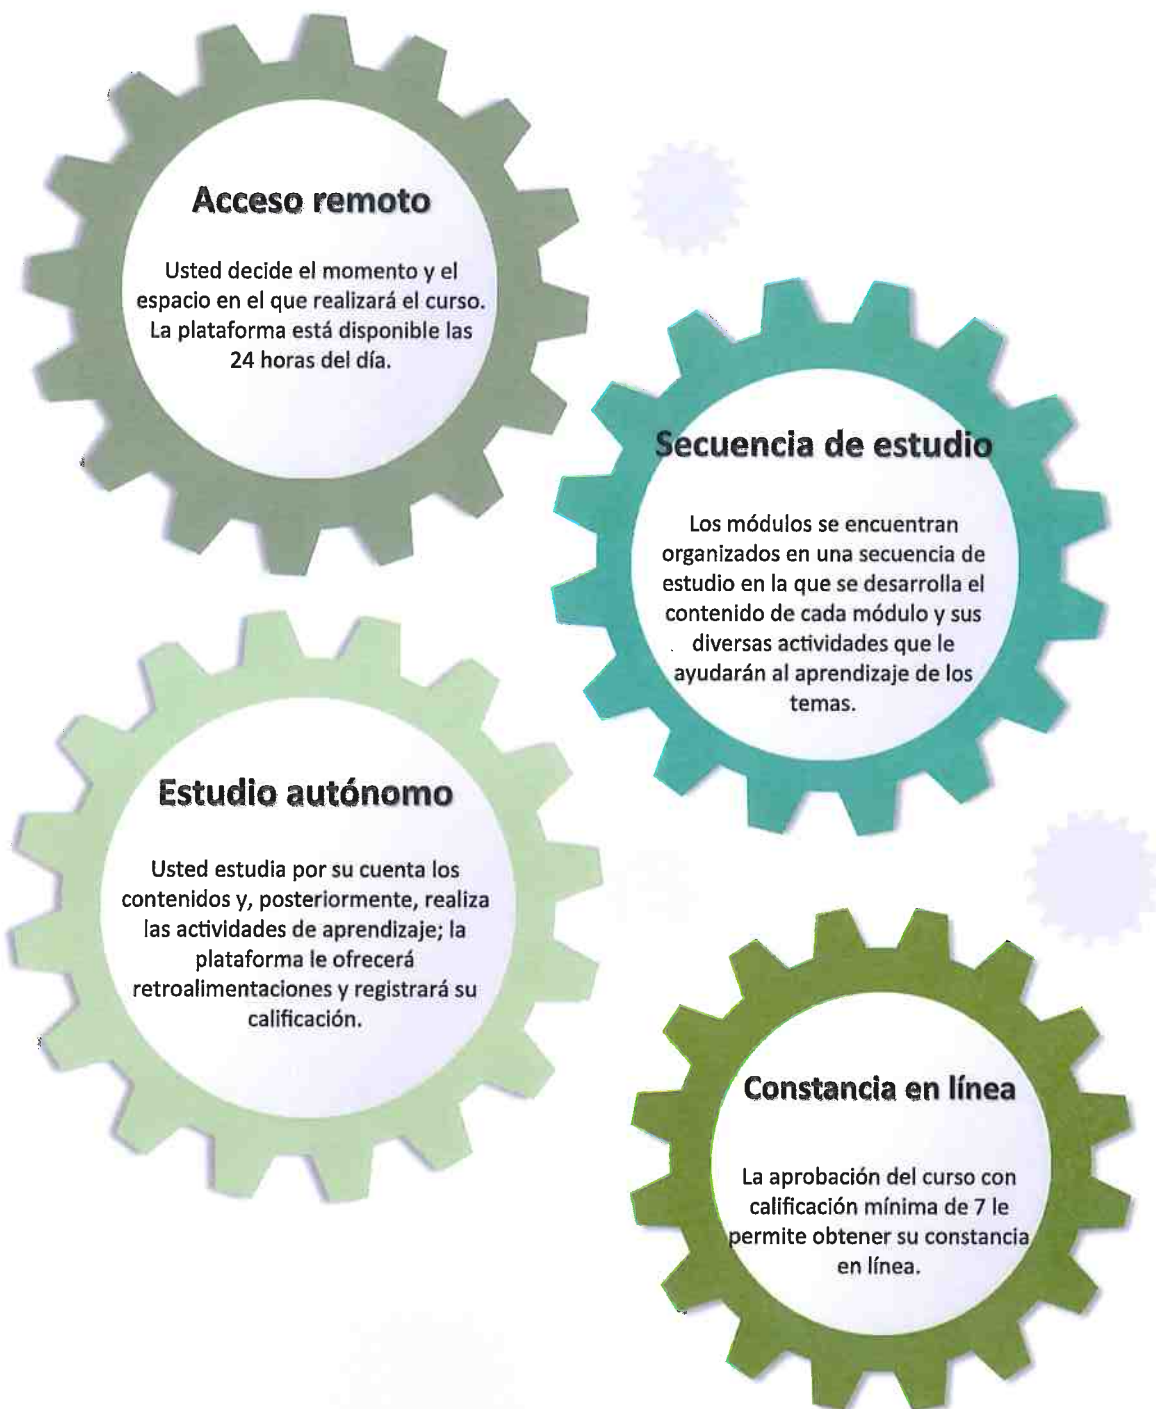 Acceso remoto
Usted decide el momento y el
espacio en el que realizará el curso.
La plataforma está disponible las
24 horas del día.
Secuencia de estudio
Los módulos se encuentran
organizados en una secuencia de
estudio en la que se desarrolla el
contenido de cada módulo y sus
diversas actividades que le
ayudarán al aprendizaje de los
temas.
Estudio autónomo
Usted estudia por su cuenta los
contenidos y, posteriormente, realiza
las actividades de aprendizaje; la
plataforma le ofrecerá
retroalimentaciones y registrará su
calificación.
Constancia en línea
La aprobación del curso con
calificación mínima de 7 le
permite obtener su constancia
en línea.